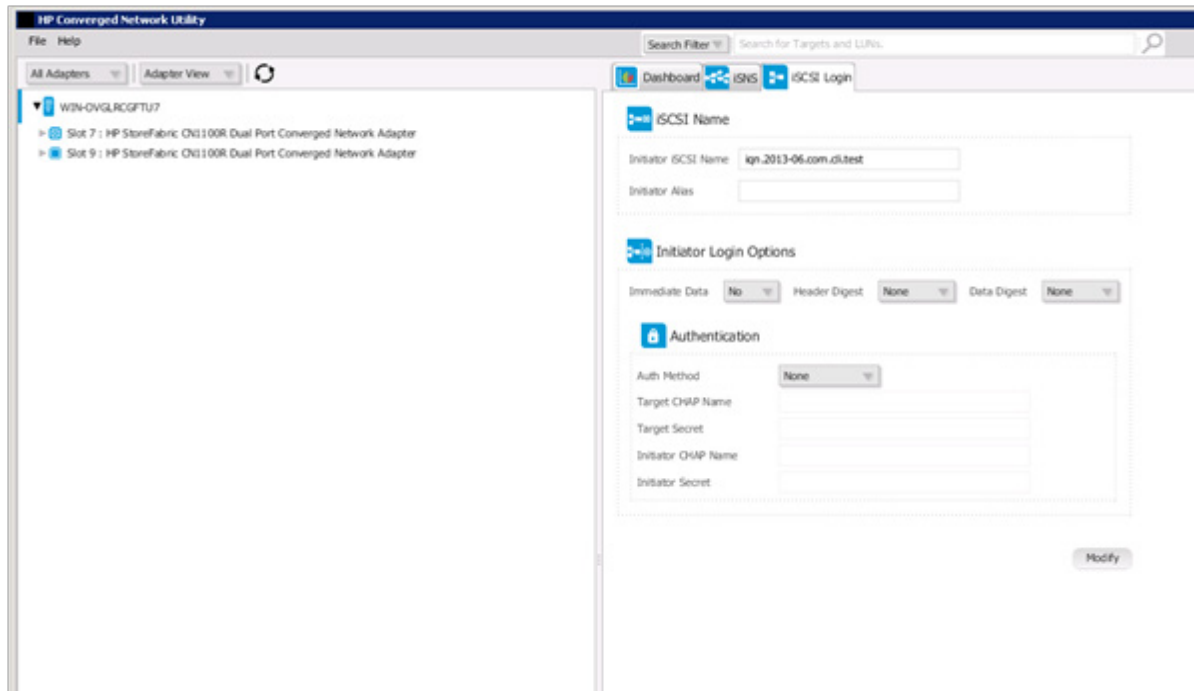 HP Converged Network Utility
File Help
Search Filter Search for Targets and LUNs.
All Adapters Adapter View
Dashboard iSNS iSCSI Login
WIN-OVGLRCGFTU7
Slot 7 : HP StoreFabric CN1100R Dual Port Converged Network Adapter
Slot 9 : HP StoreFabric CN1100R Dual Port Converged Network Adapter
iSCSI Name
Initiator iSCSI Name iqn.2013-06.com.cli.test
Initiator Alias
Initiator Login Options
Immediate Data No Header Digest None Data Digest None
Authentication
Auth Method None
Target CHAP Name
Target Secret
Initiator CHAP Name
Initiator Secret
Modify